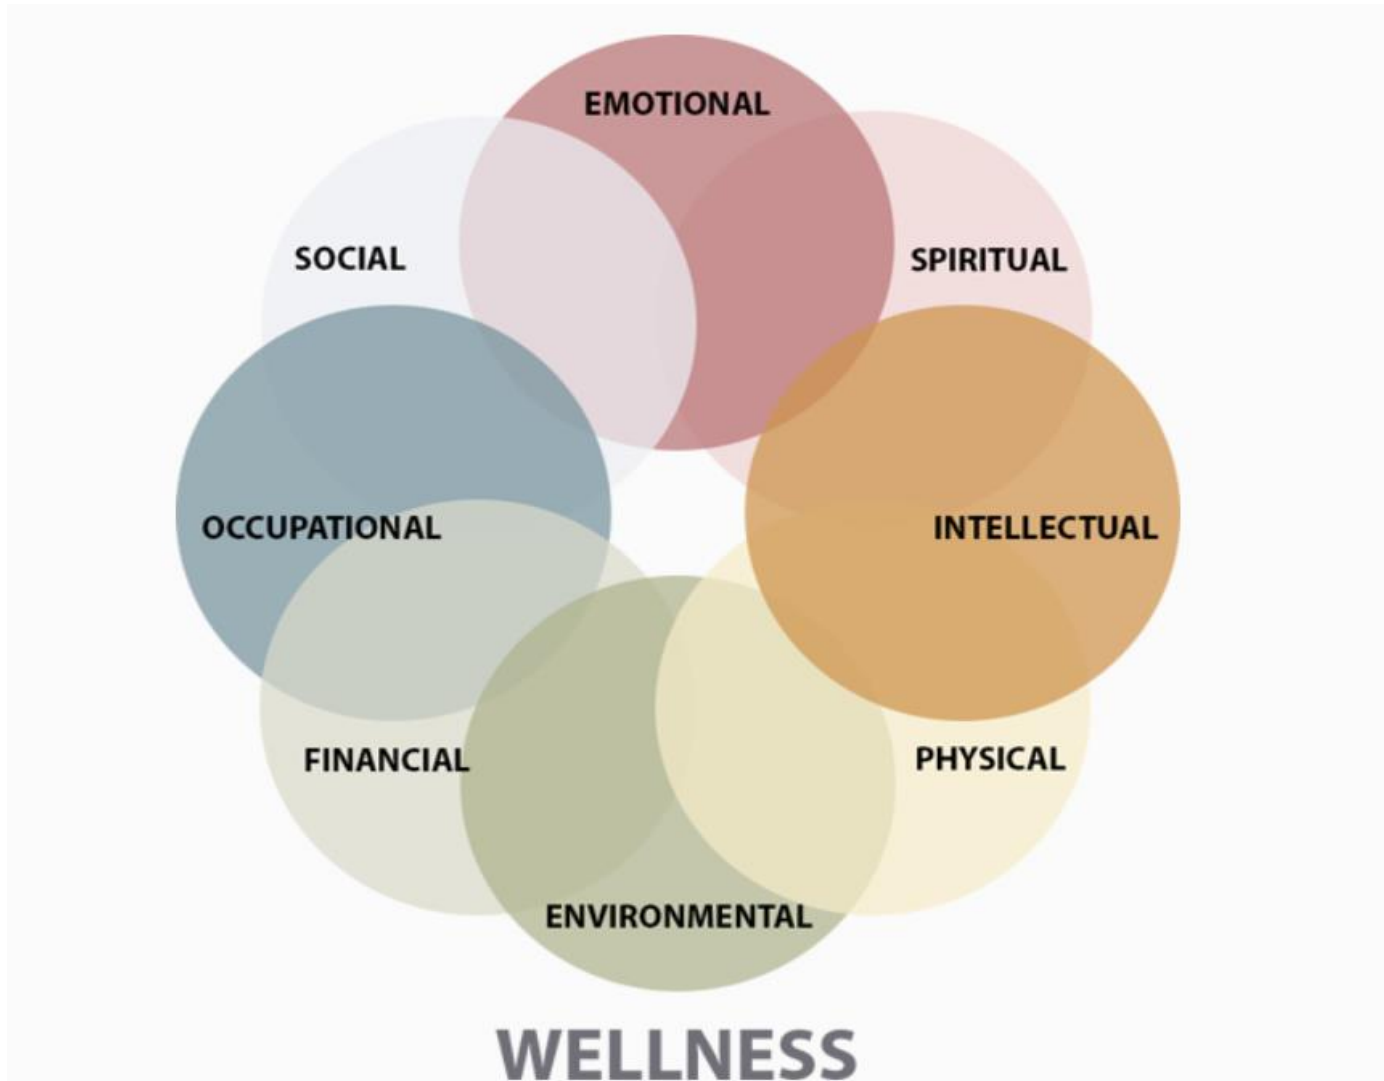 EMOTIONAL
SOCIAL
SPIRITUAL
OCCUPATIONAL
INTELLECTUAL
FINANCIAL
PHYSICAL
ENVIRONMENTAL
WELLNESS